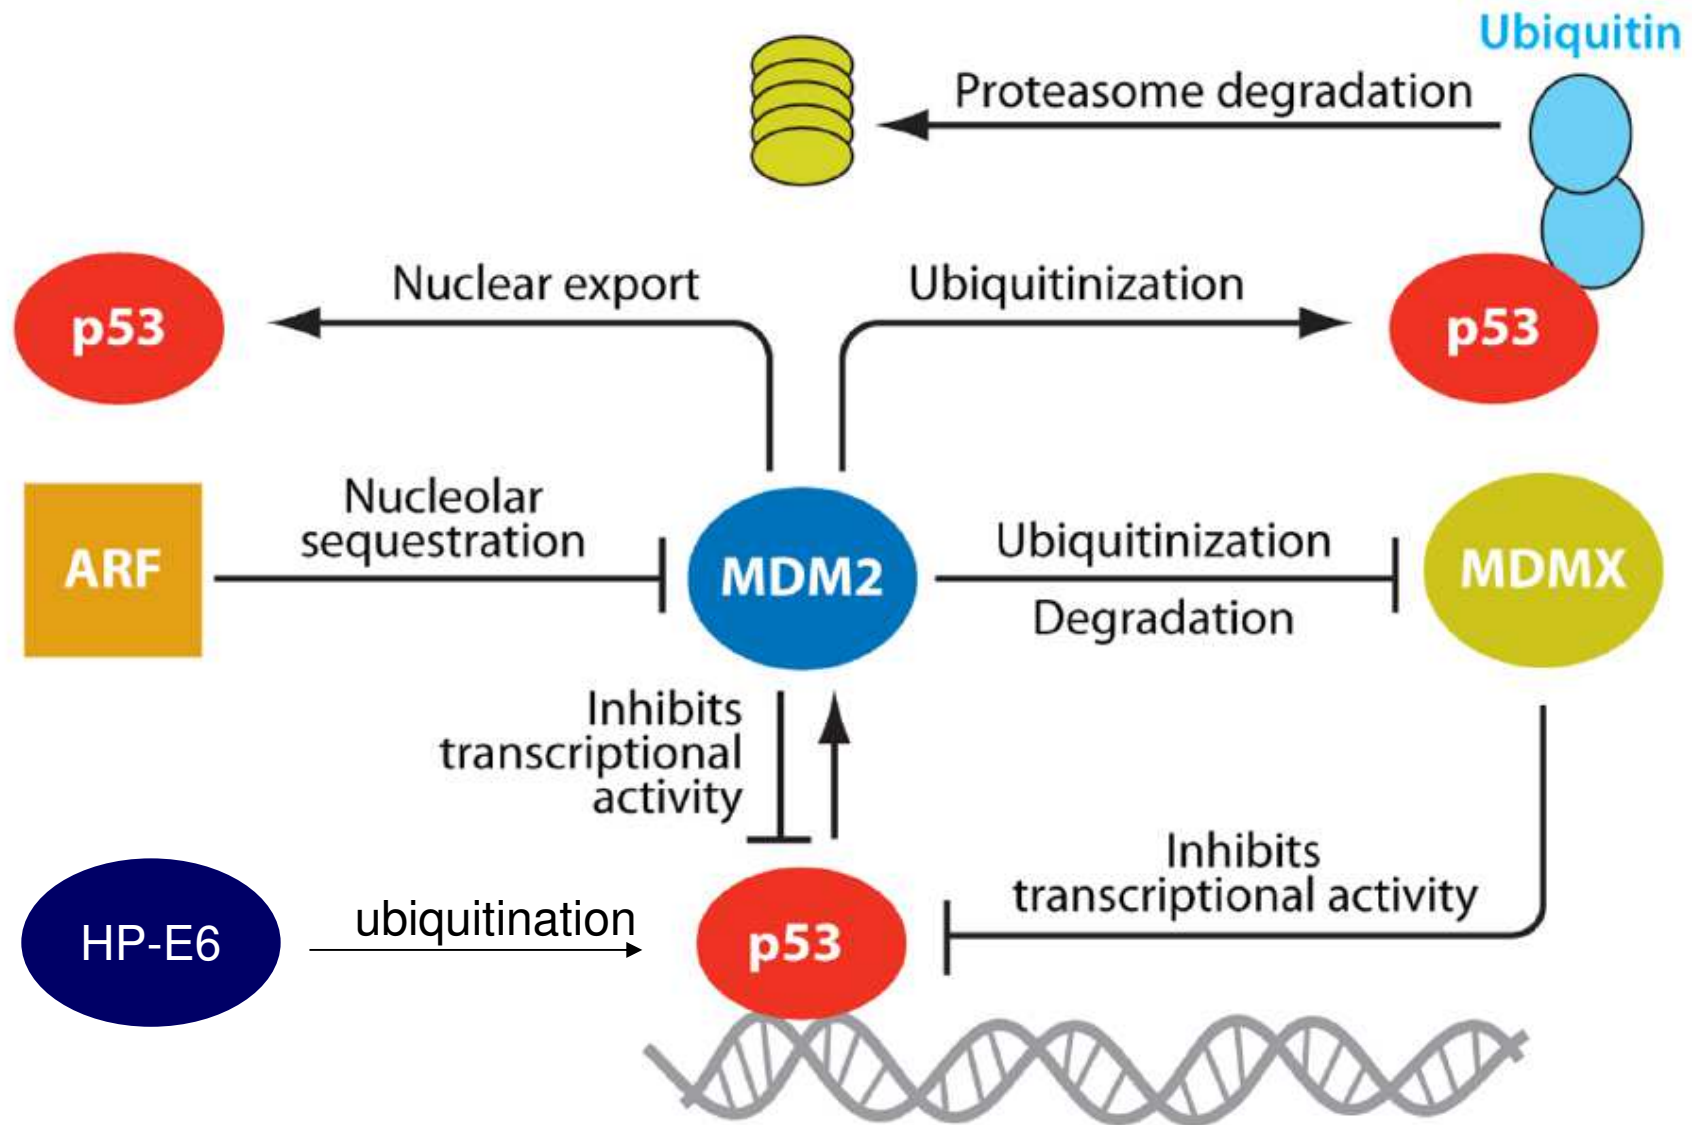 Ubiquitin
Proteasome degradation
Nuclear export
Ubiquitinization
p53
p53
Nucleolar
sequestration
ARF
MDM2
Ubiquitinization
Degradation
MDMX
Inhibits
transcriptional
activity
Inhibits
transcriptional activity
HP-E6
ubiquitination
p53